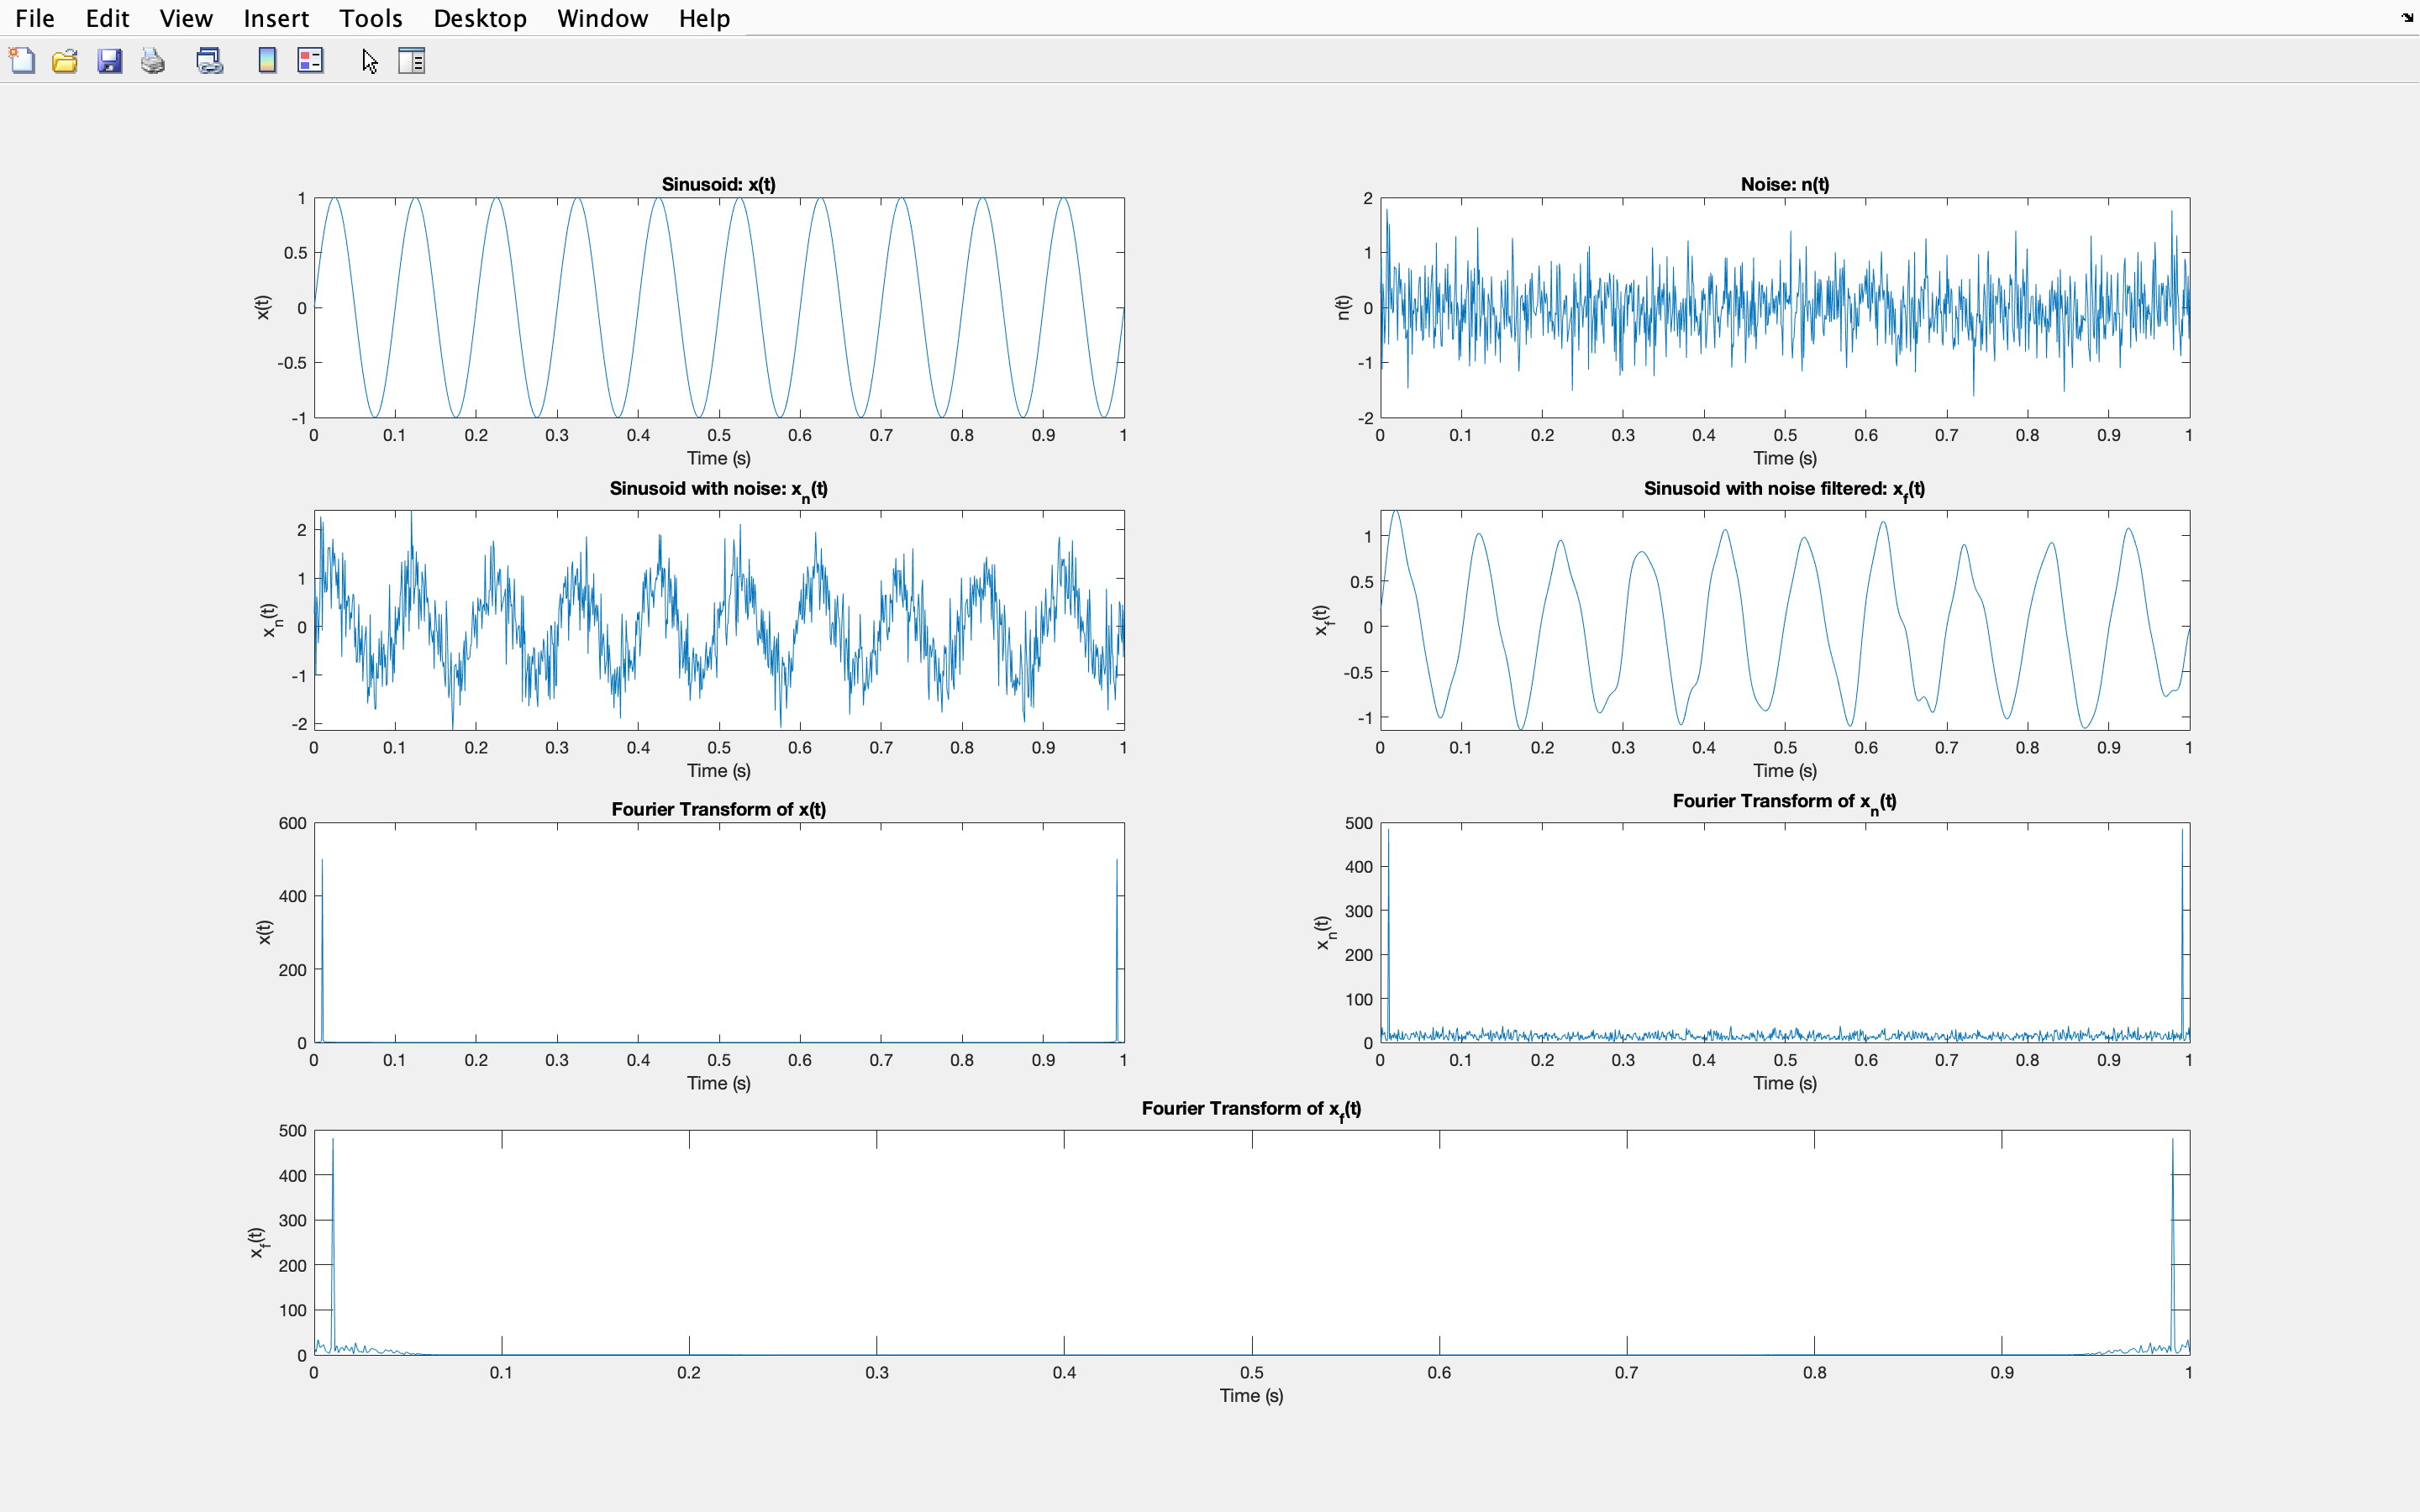 File Edit View Insert Tools Desktop Window Help
Sinusoid: x(t)
1
0.5
0
-0.5
-1
x(t)
0 0.1 0.2 0.3 0.4 0.5 0.6 0.7 0.8 0.9 1
Time (s)
Noise: n(t)
2
1
0
-1
-2
n(t)
0 0.1 0.2 0.3 0.4 0.5 0.6 0.7 0.8 0.9 1
Time (s)
Sinusoid with noise: xn(t)
2
1
0
-1
-2
xn(t)
0 0.1 0.2 0.3 0.4 0.5 0.6 0.7 0.8 0.9 1
Time (s)
Sinusoid with noise filtered: xf(t)
1
0.5
0
-0.5
-1
xf(t)
0 0.1 0.2 0.3 0.4 0.5 0.6 0.7 0.8 0.9 1
Time (s)
Fourier Transform of x(t)
600
400
200
0
x(t)
0 0.1 0.2 0.3 0.4 0.5 0.6 0.7 0.8 0.9 1
Time (s)
Fourier Transform of xn(t)
500
400
300
200
100
0
xn(t)
0 0.1 0.2 0.3 0.4 0.5 0.6 0.7 0.8 0.9 1
Time (s)
Fourier Transform of xf(t)
500
400
300
200
100
0
xf(t)
0 0.1 0.2 0.3 0.4 0.5 0.6 0.7 0.8 0.9 1
Time (s)